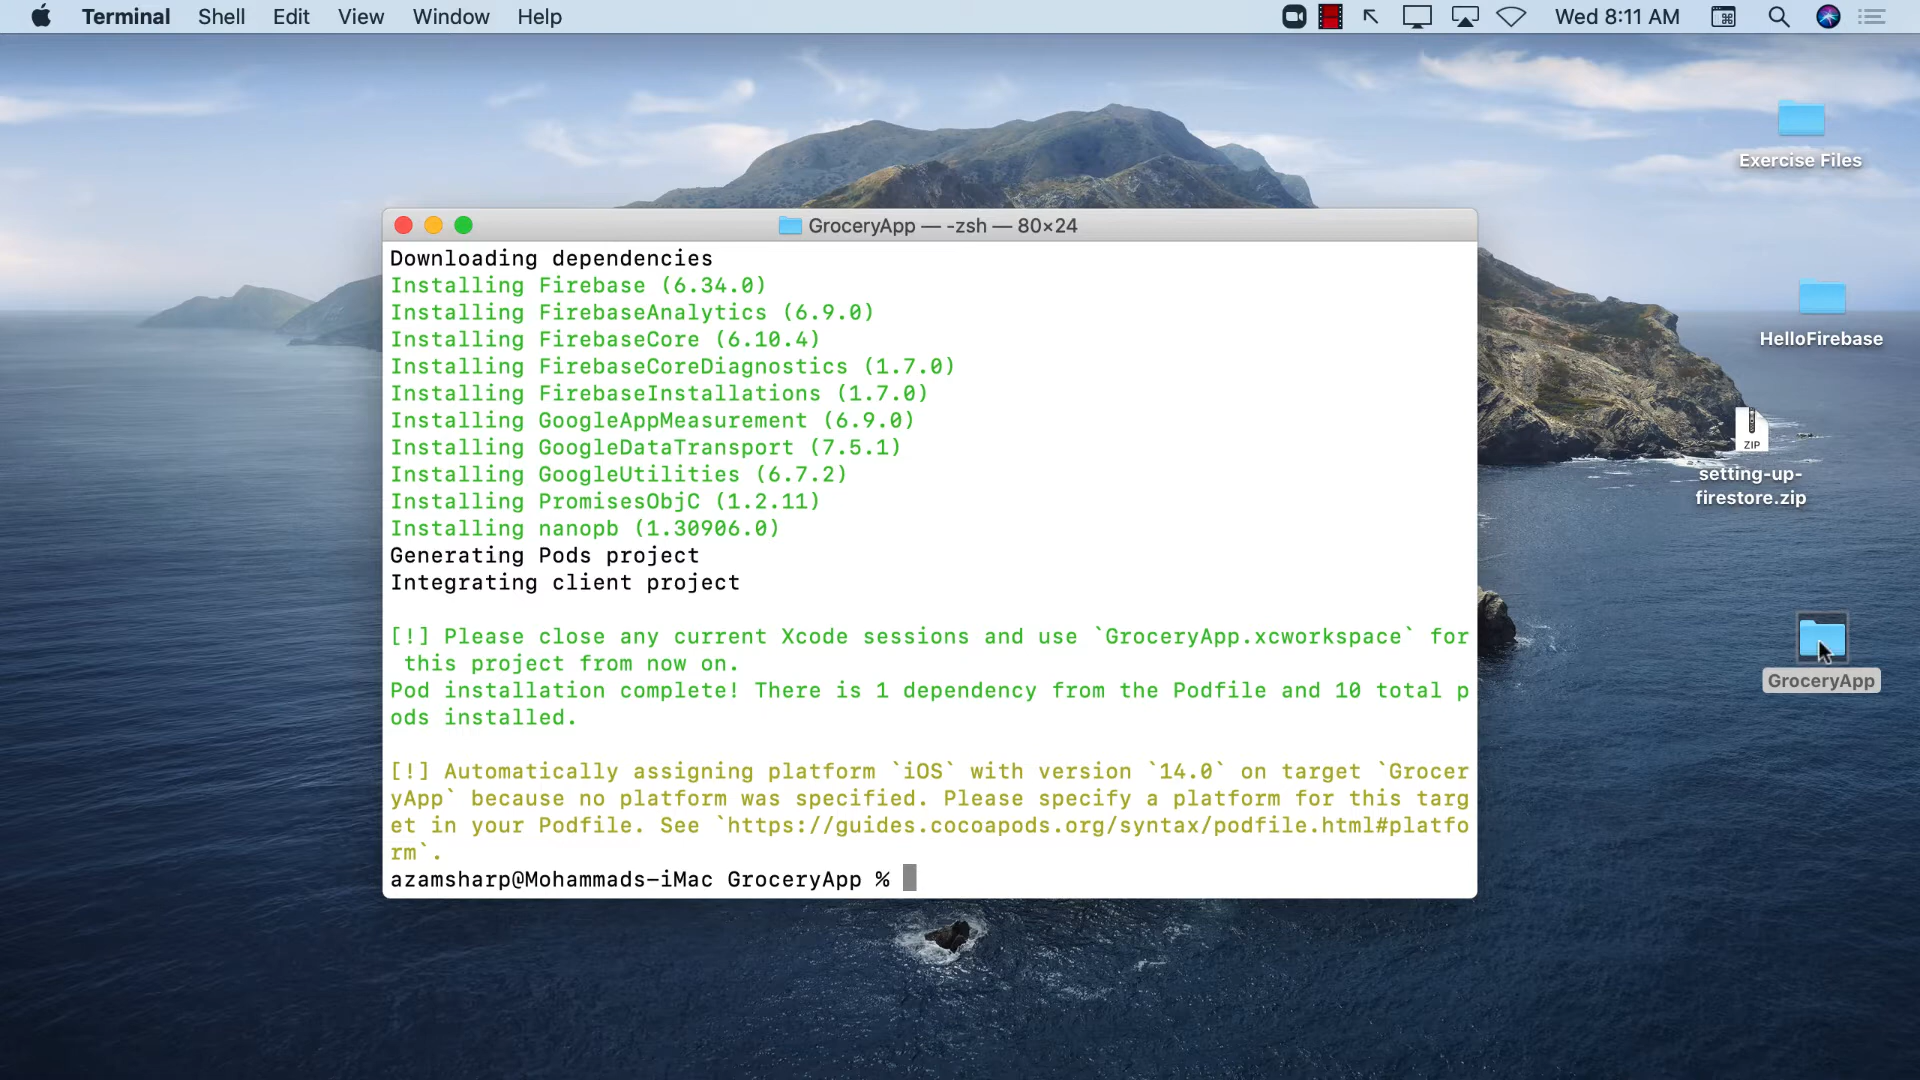 Terminal Shell Edit View Window Help Wed 8:11 AM
Exercise Files
HelloFirebase
ZIP
setting-up-
firestore.zip
GroceryApp
GroceryApp — -zsh — 80×24
Downloading dependencies
Installing Firebase (6.34.0)
Installing FirebaseAnalytics (6.9.0)
Installing FirebaseCore (6.10.4)
Installing FirebaseCoreDiagnostics (1.7.0)
Installing FirebaseInstallations (1.7.0)
Installing GoogleAppMeasurement (6.9.0)
Installing GoogleDataTransport (7.5.1)
Installing GoogleUtilities (6.7.2)
Installing PromisesObjC (1.2.11)
Installing nanopb (1.30906.0)
Generating Pods project
Integrating client project
[!] Please close any current Xcode sessions and use `GroceryApp.xcworkspace` for
this project from now on.
Pod installation complete! There is 1 dependency from the Podfile and 10 total p
ods installed.
[!] Automatically assigning platform `iOS` with version `14.0` on target `Grocer
yApp` because no platform was specified. Please specify a platform for this targ
et in your Podfile. See `https://guides.cocoapods.org/syntax/podfile.html#platfo
rm`.
azamsharp@Mohammads-iMac GroceryApp %